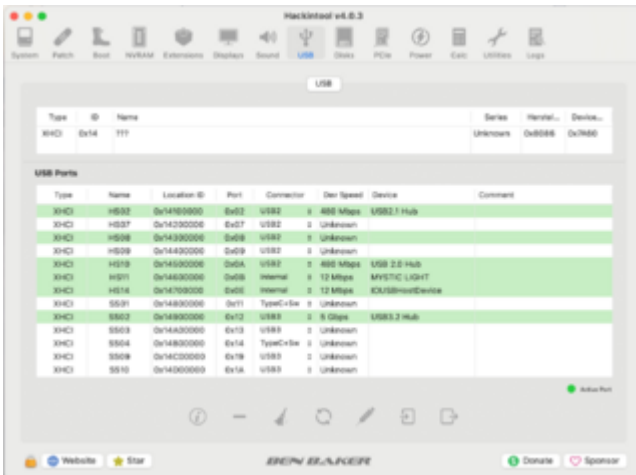 Hackintool v4.0.3
System Patch Boot NVRAM Extensions Displays Sound USB Disks PCIe Power Calc Utilities Logs
USB
Type ID Name Series Herstel... Device...
XHCI 0x14 ??? Unknown 0x8086 0x7A60
USB Ports
Type Name Location ID Port Connector Dev Speed Device Comment
XHCI HS02 0x14100000 0x02 USB2 480 Mbps USB2.1 Hub
XHCI HS07 0x14200000 0x07 USB2 Unknown
XHCI HS08 0x14300000 0x08 USB2 Unknown
XHCI HS09 0x14400000 0x09 USB2 Unknown
XHCI HS10 0x14500000 0x0A USB2 480 Mbps USB 2.0 Hub
XHCI HS11 0x14600000 0x0B Internal 12 Mbps MYSTIC LIGHT
XHCI HS14 0x14700000 0x0E Internal 12 Mbps IOUSBHostDevice
XHCI SS01 0x14800000 0x11 TypeC+Sw Unknown
XHCI SS02 0x14900000 0x12 USB3 5 Gbps USB3.2 Hub
XHCI SS03 0x14A00000 0x13 USB3 Unknown
XHCI SS04 0x14B00000 0x14 TypeC+Sw Unknown
XHCI SS09 0x14C00000 0x19 USB3 Unknown
XHCI SS10 0x14D00000 0x1A USB3 Unknown
Active Port
Website Star BEN BAKER Donate Sponsor